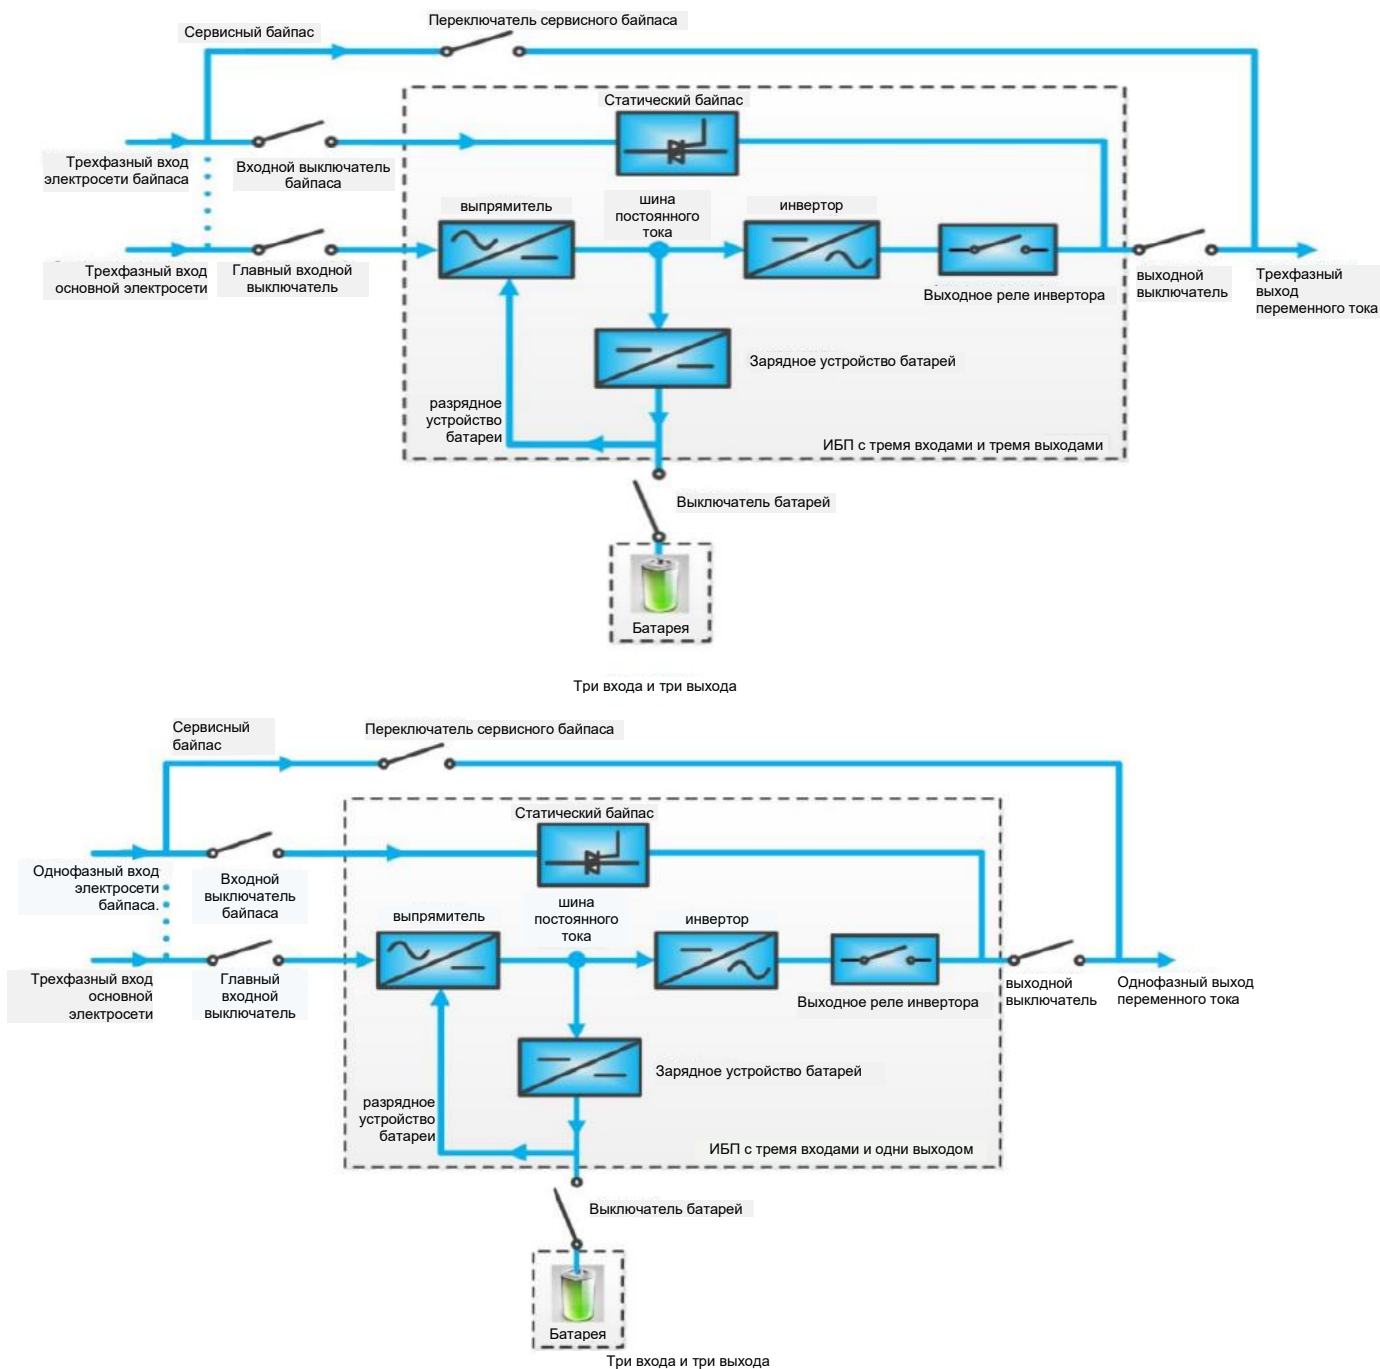 Переключатель сервисного байпаса
Сервисный байпас
Статический байпас
Трехфазный вход
электросети байпаса
Входной выключатель
байпаса
выпрямитель
шина
постоянного
тока
инвертор
Трехфазный вход
основной электросети
Главный входной
выключатель
Выходное реле инвертора
выходной
выключатель
Трехфазный
выход
переменного тока
Зарядное устройство батарей
разрядное
устройство
батареи
ИБП с тремя входами и тремя выходами
Выключатель батарей
Батарея
Три входа и три выхода
Сервисный
байпас
Переключатель сервисного байпаса
Статический байпас
Однофазный вход
электросети
байпаса.
Входной
выключатель
байпаса
выпрямитель
шина
постоянного
тока
инвертор
Трехфазный вход
основной
электросети
Главный
входной
выключатель
Выходное реле инвертора
выходной
выключатель
Однофазный выход
переменного тока
Зарядное устройство батарей
разрядное
устройство
батареи
ИБП с тремя входами и одни выходом
Выключатель батарей
Батарея
Три входа и три выхода